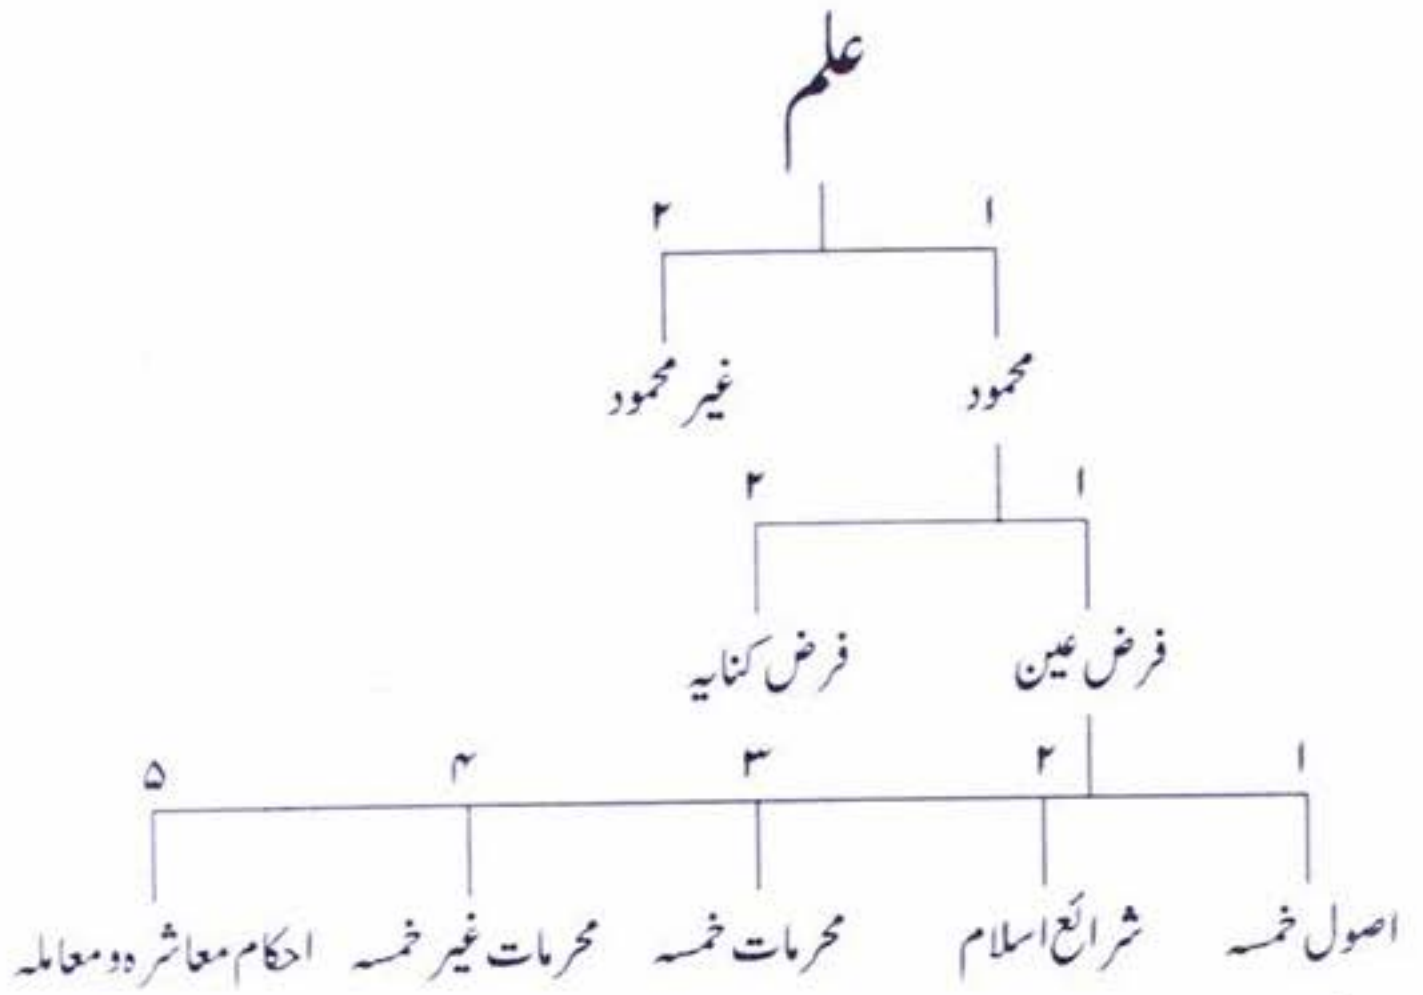 علم
۱ ۲
محمود غیر محمود
۱ ۲
فرض عین فرض کنایہ
۱ ۲ ۳ ۴ ۵
اصول خمسہ شرائع اسلام محرمات خمسہ محرمات غیر خمسہ احکام معاشرہ ومعاملہ